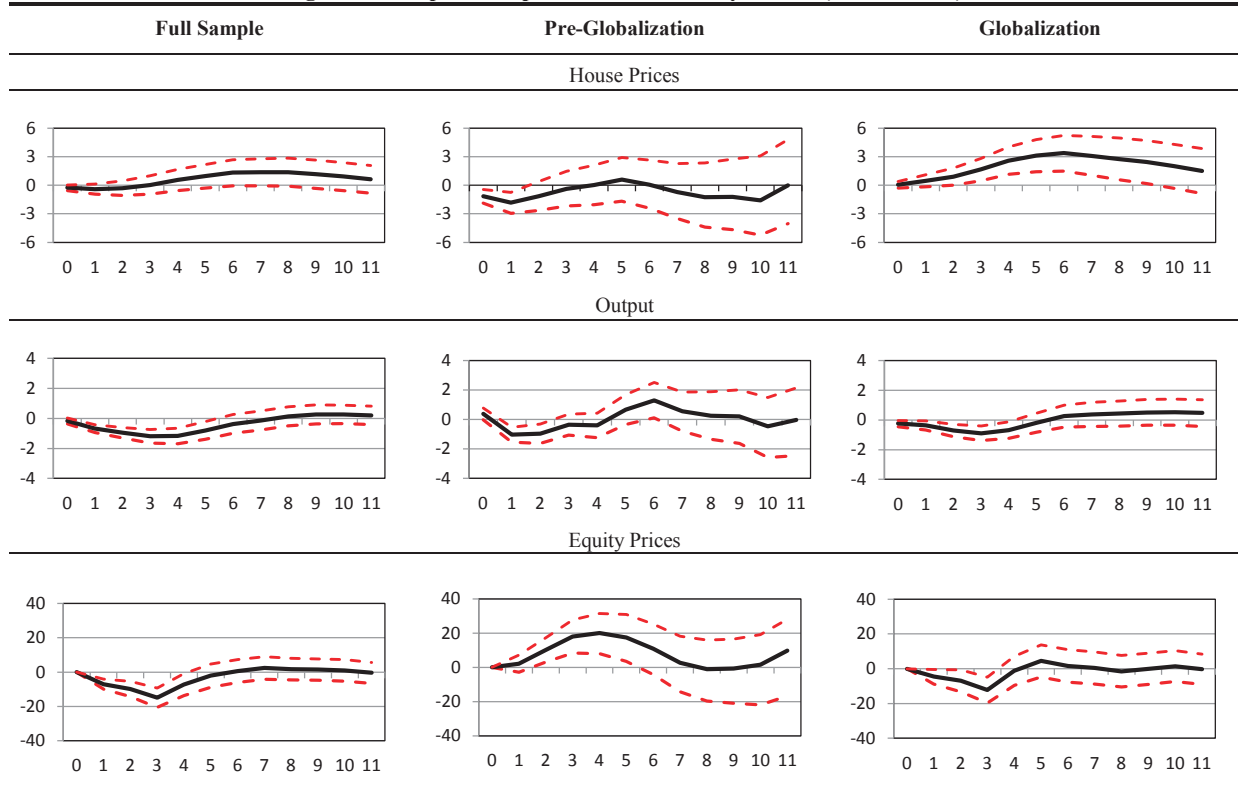 Full Sample Pre-Globalization Globalization
House Prices
6 6 6
3 3 3
0 0 0
-3 -3 -3
-6 -6 -6
0 1 2 3 4 5 6 7 8 9 10 11 0 1 2 3 4 5 6 7 8 9 10 11 0 1 2 3 4 5 6 7 8 9 10 11
Output
4 4 4
2 2 2
0 0 0
-2 -2 -2
-4 -4 -4
0 1 2 3 4 5 6 7 8 9 10 11 0 1 2 3 4 5 6 7 8 9 10 11 0 1 2 3 4 5 6 7 8 9 10 11
Equity Prices
40 40 40
20 20 20
0 0 0
-20 -20 -20
-40 -40 -40
0 1 2 3 4 5 6 7 8 9 10 11 0 1 2 3 4 5 6 7 8 9 10 11 0 1 2 3 4 5 6 7 8 9 10 11